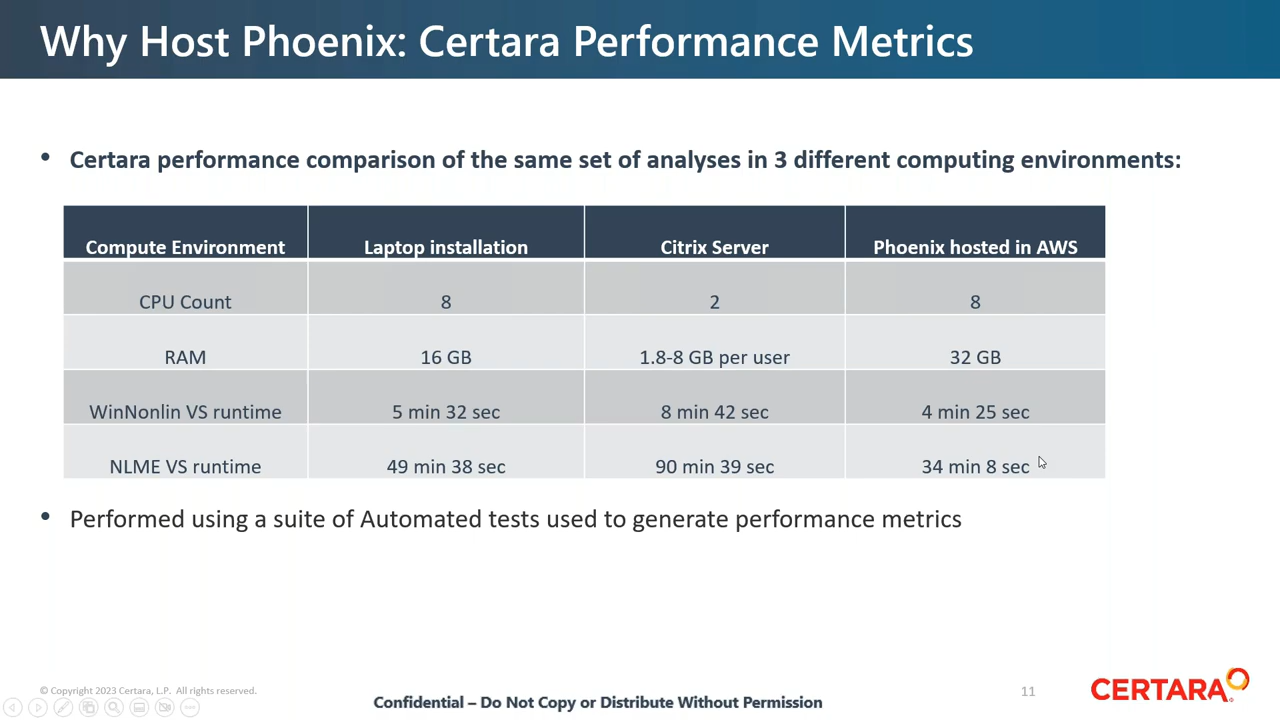 Why Host Phoenix: Certara Performance Metrics
• Certara performance comparison of the same set of analyses in 3 different computing environments:
Compute Environment Laptop installation Citrix Server Phoenix hosted in AWS
CPU Count 8 2 8
RAM 16 GB 1.8-8 GB per user 32 GB
WinNonlin VS runtime 5 min 32 sec 8 min 42 sec 4 min 25 sec
NLME VS runtime 49 min 38 sec 90 min 39 sec 34 min 8 sec
• Performed using a suite of Automated tests used to generate performance metrics
© Copyright 2023 Certara, L.P. All rights reserved.
Confidential – Do Not Copy or Distribute Without Permission
11
CERTARA